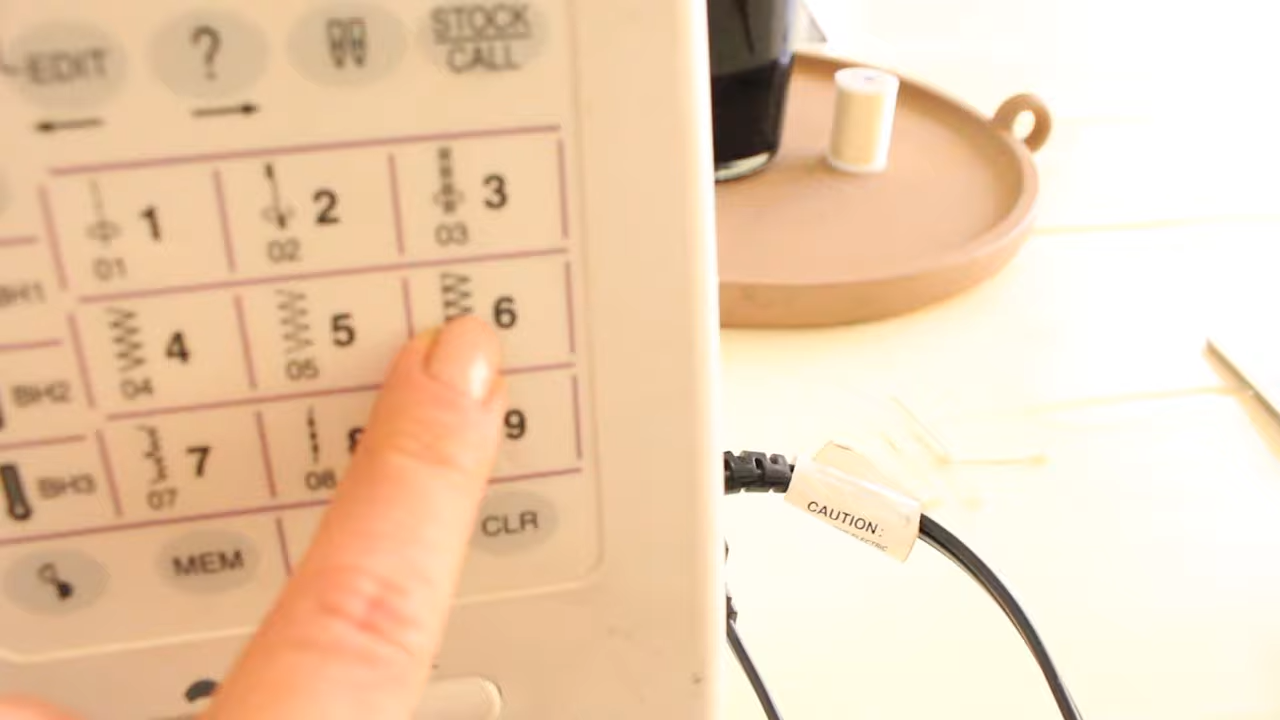 EDIT ? STOCK
CALL
1 2 3
01 02 03
BH1
4 5 6
04 05
BH2
7 8 9
07 08
BH3
MEM CLR
CAUTION: